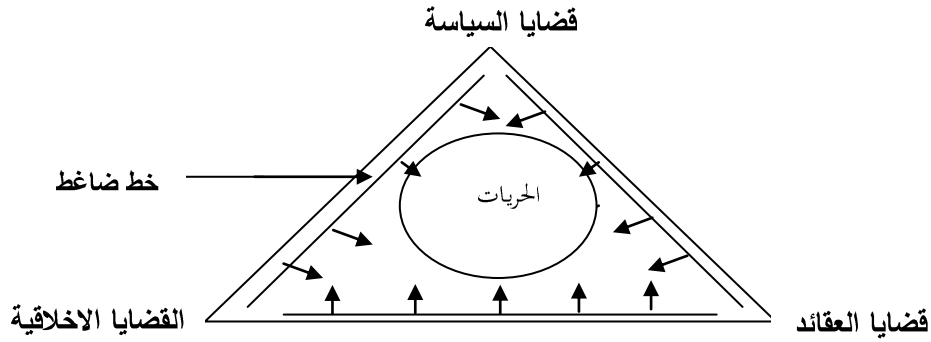 قضايا السياسة
الحريات
خط ضاغط
القضايا الاخلاقية
قضايا العقائد